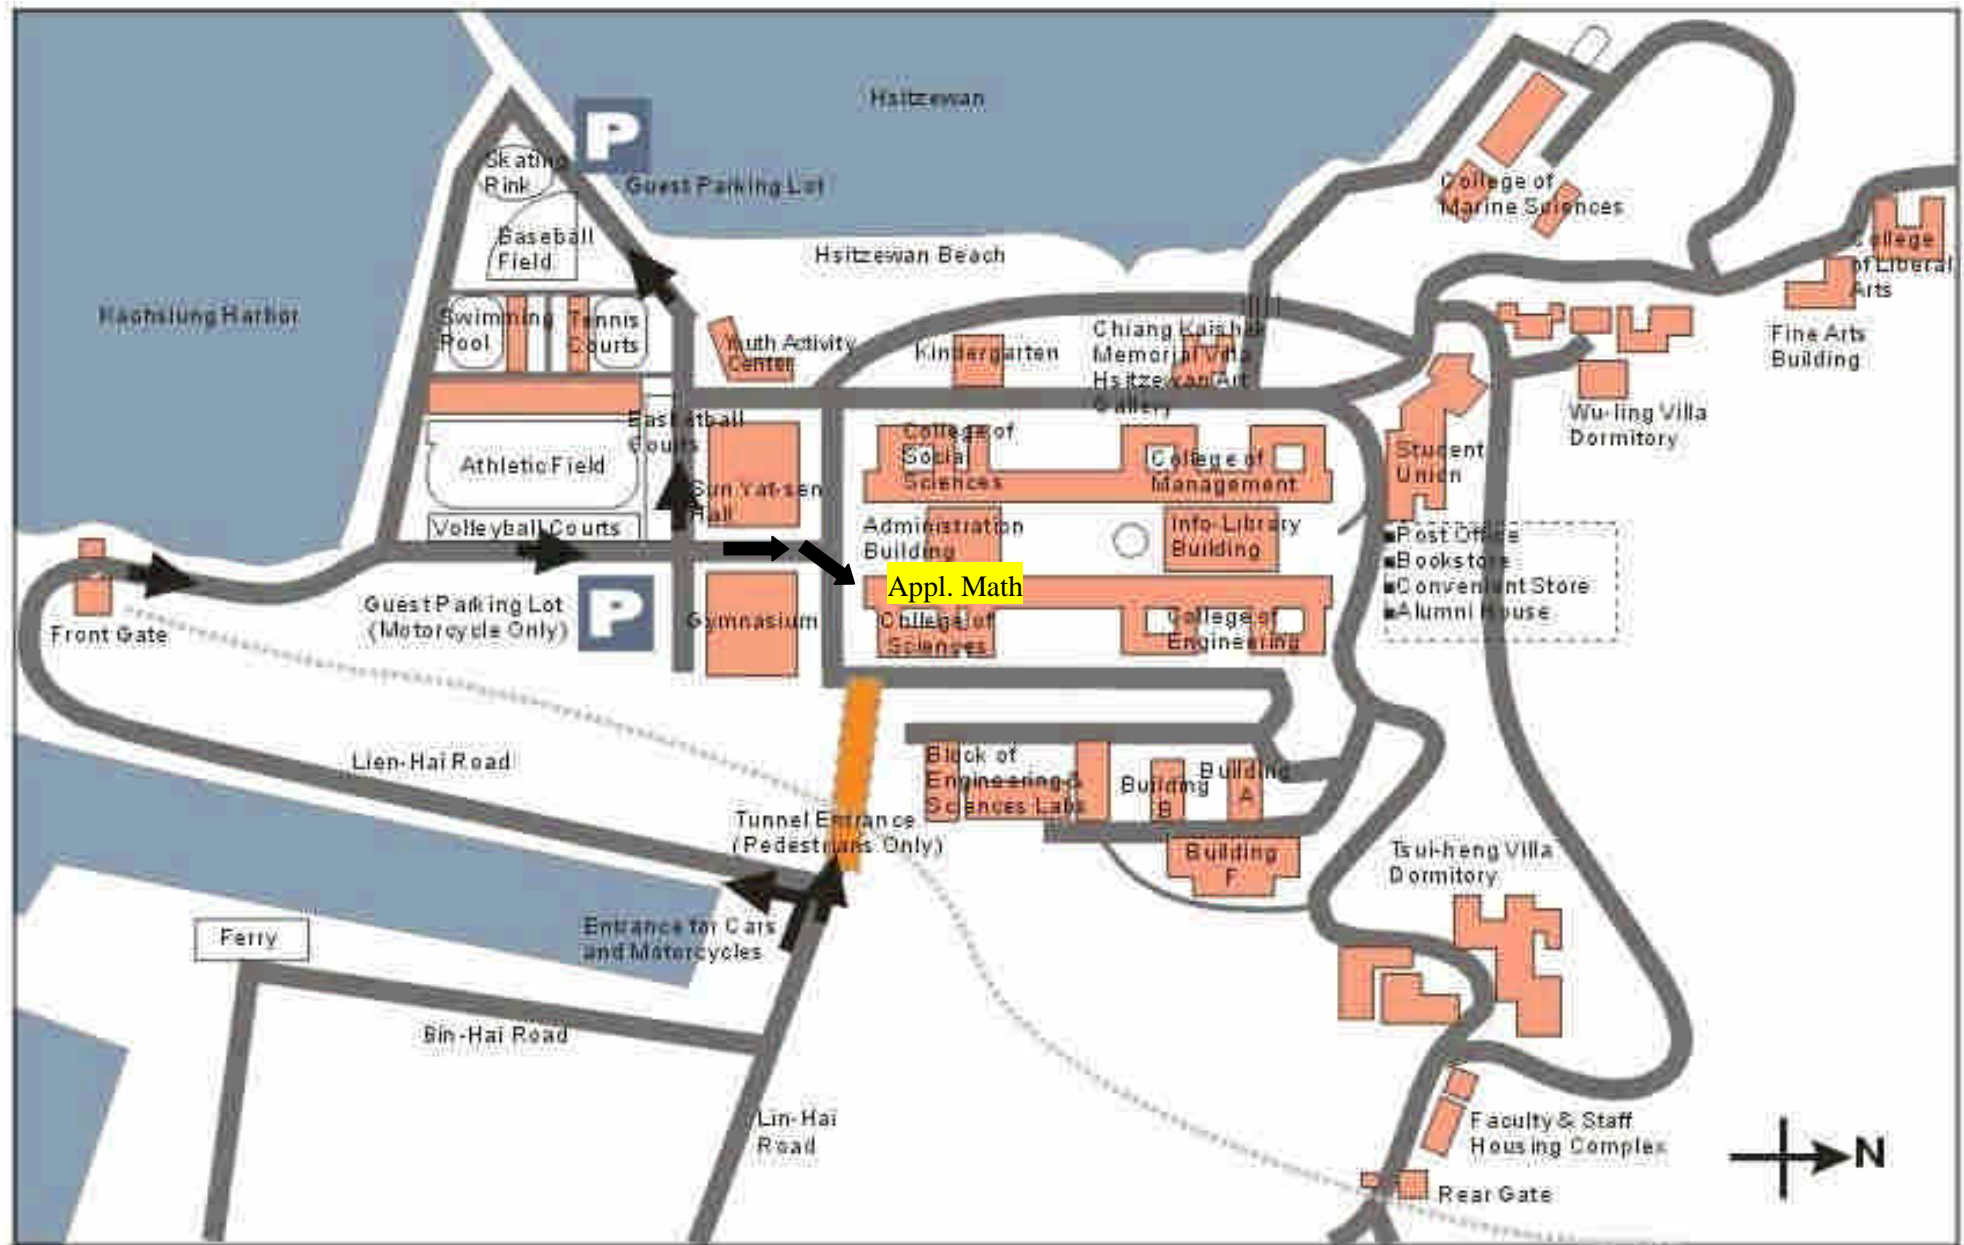 Hsitzewan
P
Skating
Rink
Guest Parking Lot
College of
Marine Sciences
Baseball
Field
Hsitzewan Beach
College
of Liberal
Arts
Kaohsiung Harbor
Swimming
Pool
Tennis
Courts
Youth Activity
Center
Kindergarten
Chiang Kaishek
Memorial Villa
Hsitzewan Art
Gallery
Fine Arts
Building
Wu-ling Villa
Dormitory
Basketball
Courts
Athletic Field
College of
Social
Sciences
College of
Management
Student
Union
Sun Yat-sen
Hall
Volleyball Courts
Administration
Building
Info-Library
Building
Post Office
Bookstore
Convenient Store
Alumni House
Appl. Math
Front Gate
Guest Parking Lot
(Motorcycle Only)
P
Gymnasium
College of
Sciences
College of
Engineering
Lien-Hai Road
Block of
Engineering &
Sciences Labs
Building
B
Building
A
Tunnel Entrance
(Pedestrians Only)
Building
F
Tsui-heng Villa
Dormitory
Ferry
Entrance for Cars
and Motorcycles
Bin-Hai Road
Lin-Hai
Road
Faculty & Staff
Housing Complex
N
Rear Gate